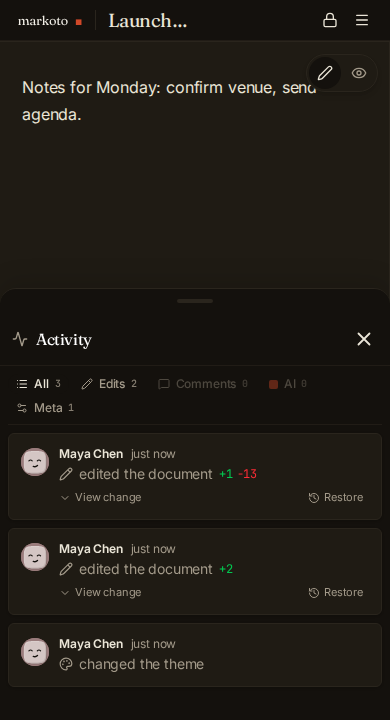 markoto
Launch...
Notes for Monday: confirm venue, send
agenda.
Activity
All 3 Edits 2 Comments 0 AI 0
Meta 1
Maya Chen just now
edited the document +1 -13
View change Restore
Maya Chen just now
edited the document +2
View change Restore
Maya Chen just now
changed the theme